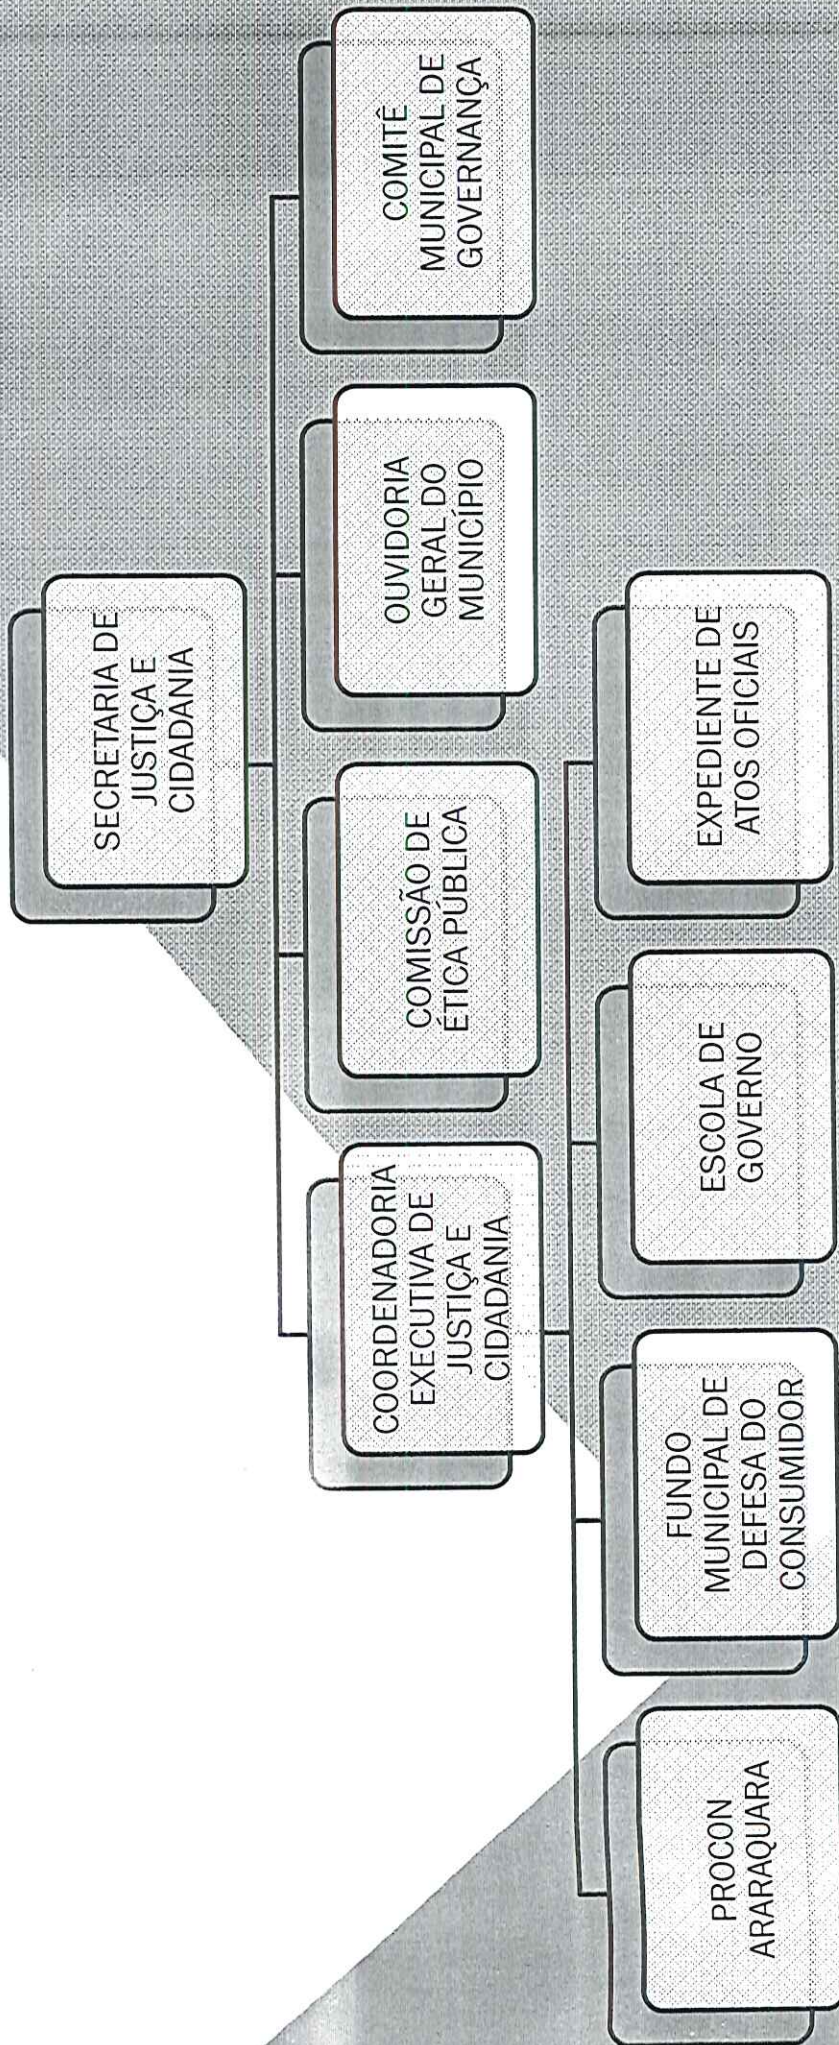 SECRETARIA DE
JUSTIÇA E
CIDADANIA
COORDENADORIA
EXECUTIVA DE
JUSTIÇA E
CIDADANIA
COMISSÃO DE
ÉTICA PÚBLICA
OUVIDORIA
GERAL DO
MUNICÍPIO
COMITÊ
MUNICIPAL DE
GOVERNANÇA
PROCON
ARARAQUARA
FUNDO
MUNICIPAL DE
DEFESA DO
CONSUMIDOR
ESCOLA DE
GOVERNO
EXPEDIENTE DE
ATOS OFICIAIS